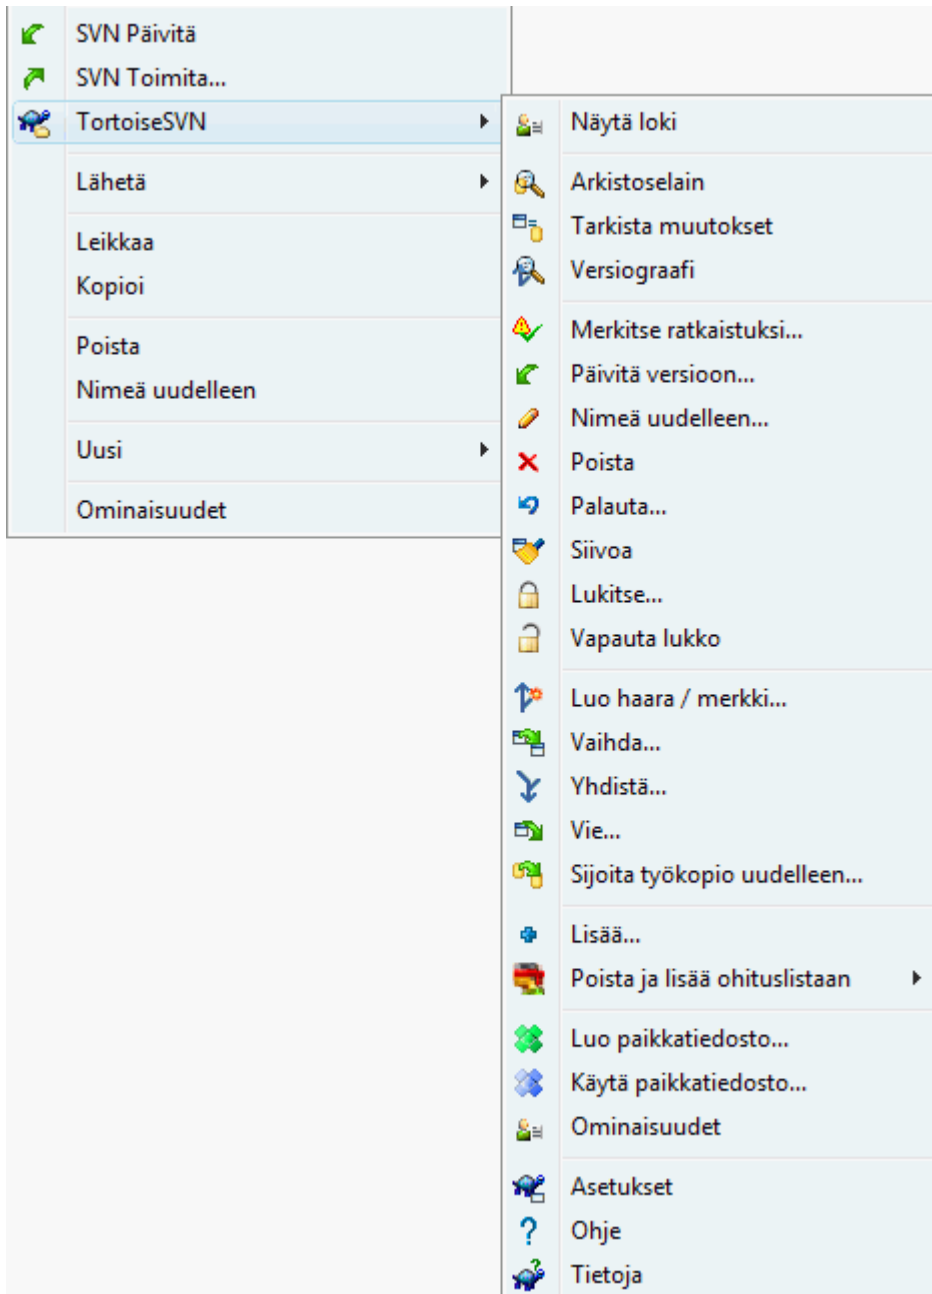 SVN Päivitä
SVN Toimita...
TortoiseSVN
Lähetä
Leikkaa
Kopioi
Poista
Nimeä uudelleen
Uusi
Ominaisuudet
Näytä loki
Arkistoselain
Tarkista muutokset
Versiograafi
Merkitse ratkaistuksi...
Päivitä versioon...
Nimeä uudelleen...
Poista
Palauta...
Siivoa
Lukitse...
Vapauta lukko
Luo haara / merkki...
Vaihda...
Yhdistä...
Vie...
Sijoita työkopio uudelleen...
Lisää...
Poista ja lisää ohituslistaan
Luo paikkatiedosto...
Käytä paikkatiedosto...
Ominaisuudet
Asetukset
Ohje
Tietoja